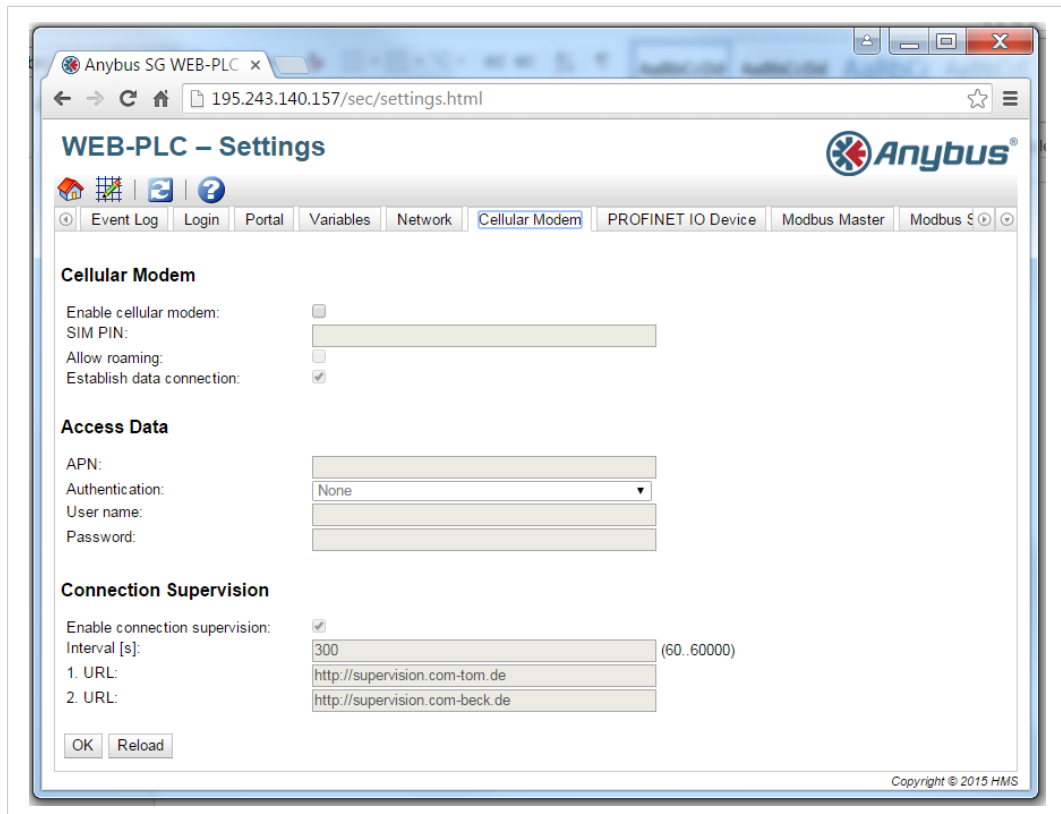 Anybus SG WEB-PLC
195.243.140.157/sec/settings.html
WEB-PLC – Settings
Anybus®
Event Log Login Portal Variables Network Cellular Modem PROFINET IO Device Modbus Master Modbus S
Cellular Modem
Enable cellular modem:
SIM PIN:
Allow roaming:
Establish data connection:
Access Data
APN:
Authentication: None
User name:
Password:
Connection Supervision
Enable connection supervision:
Interval [s]: 300 (60..60000)
1. URL: http://supervision.com-tom.de
2. URL: http://supervision.com-beck.de
OK Reload
Copyright © 2015 HMS